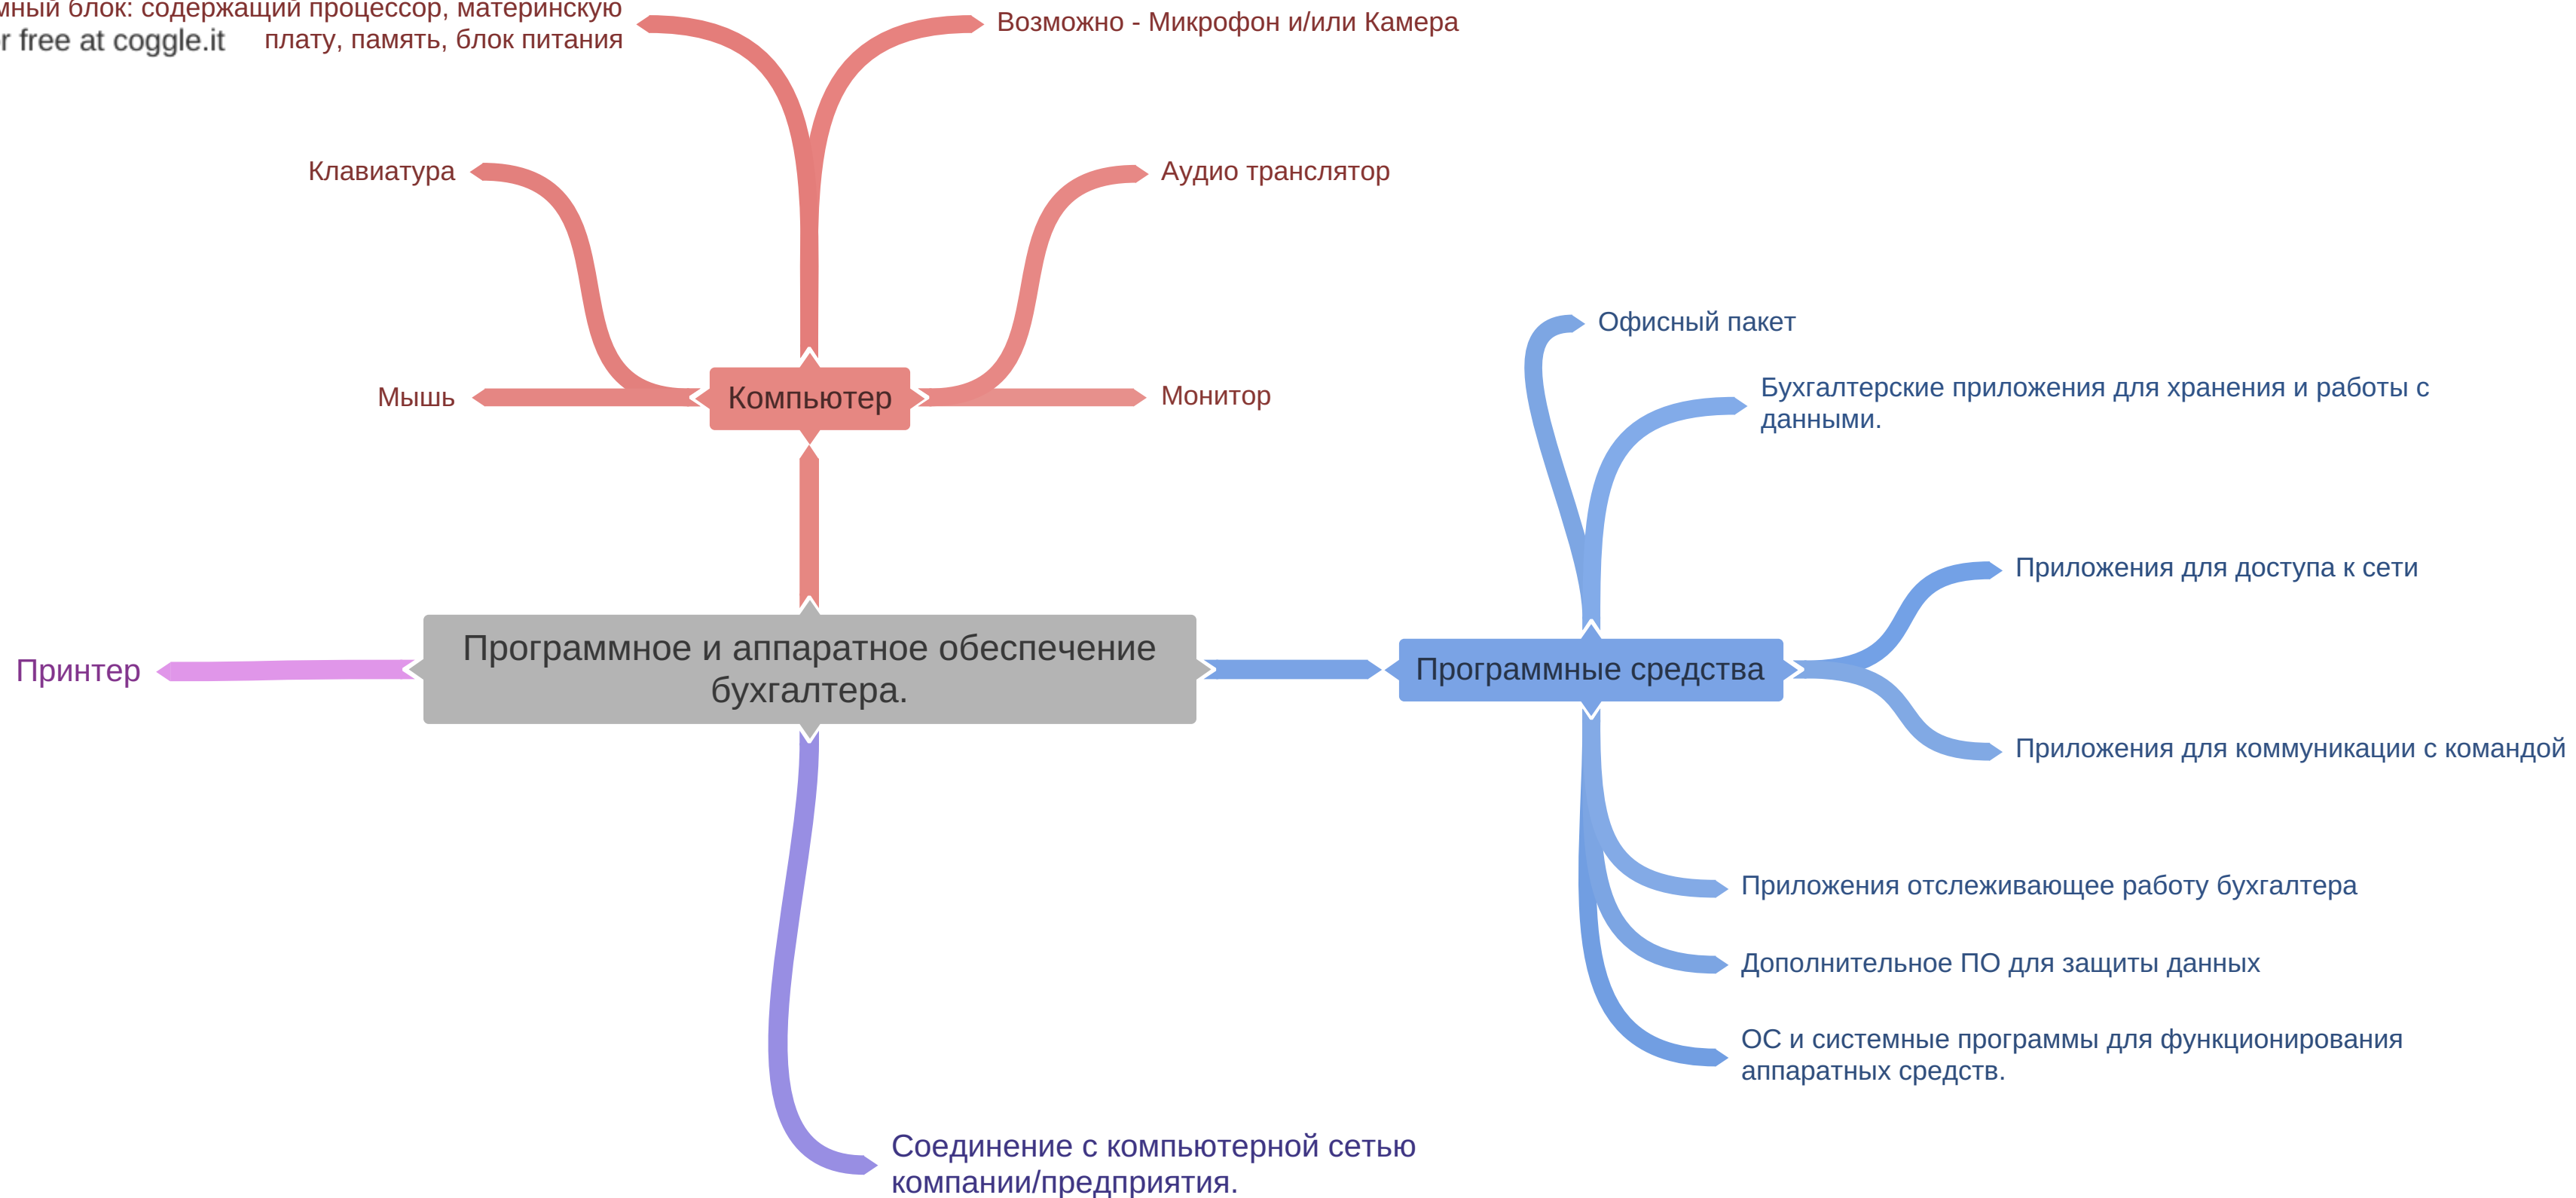 блок: содержащий процессор, материнскую
плату, память, блок питания
free at coggle.it
Возможно - Микрофон и/или Камера
Клавиатура
Аудио транслятор
Мышь
Компьютер
Монитор
Офисный пакет
Бухгалтерские приложения для хранения и работы с
данными.
Приложения для доступа к сети
Принтер
Программное и аппаратное обеспечение
бухгалтера.
Программные средства
Приложения для коммуникации с командой
Приложения отслеживающее работу бухгалтера
Дополнительное ПО для защиты данных
ОС и системные программы для функционирования
аппаратных средств.
Соединение с компьютерной сетью
компании/предприятия.